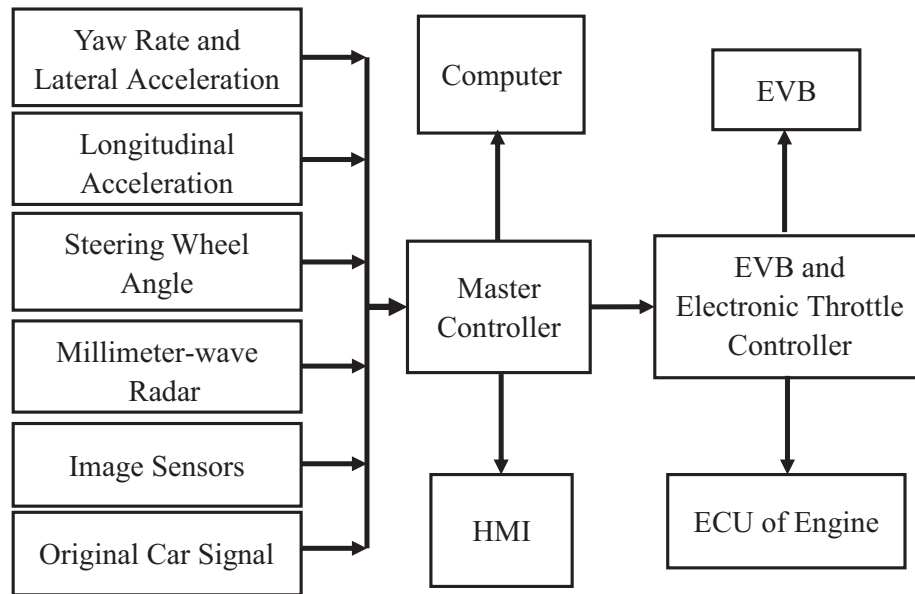 Yaw Rate and
Lateral Acceleration
Longitudinal
Acceleration
Steering Wheel
Angle
Millimeter-wave
Radar
Image Sensors
Original Car Signal
Computer
Master
Controller
HMI
EVB
EVB and
Electronic Throttle
Controller
ECU of Engine